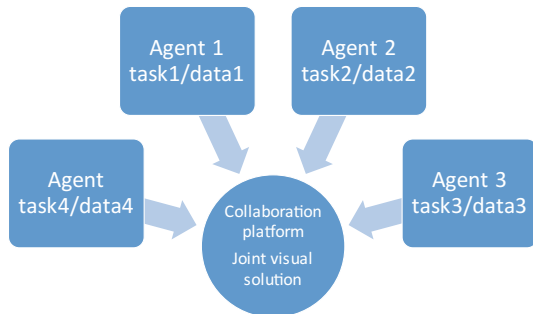 Agent 1
task1/data1
Agent 2
task2/data2
Agent
task4/data4
Agent 3
task3/data3
Collaboration
platform
Joint visual
solution